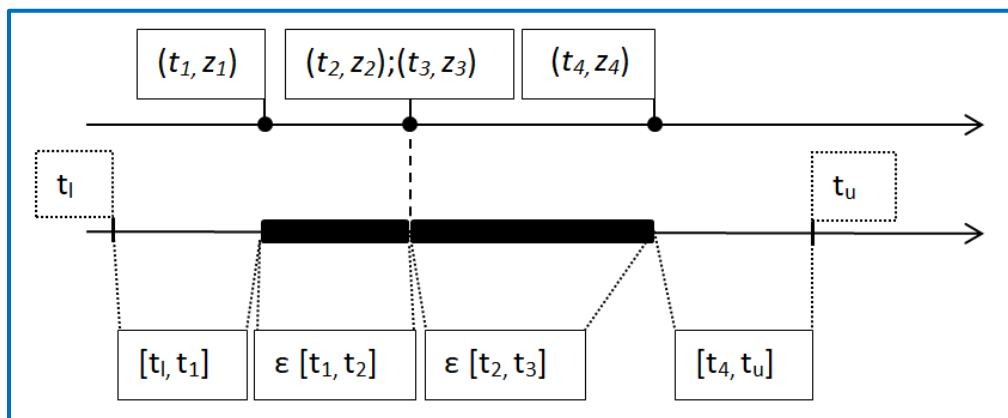 (t₁, z₁) (t₂, z₂);(t₃, z₃) (t₄, z₄)
tₗ tᵤ
[tₗ, t₁] ε [t₁, t₂] ε [t₂, t₃] [t₄, tᵤ]